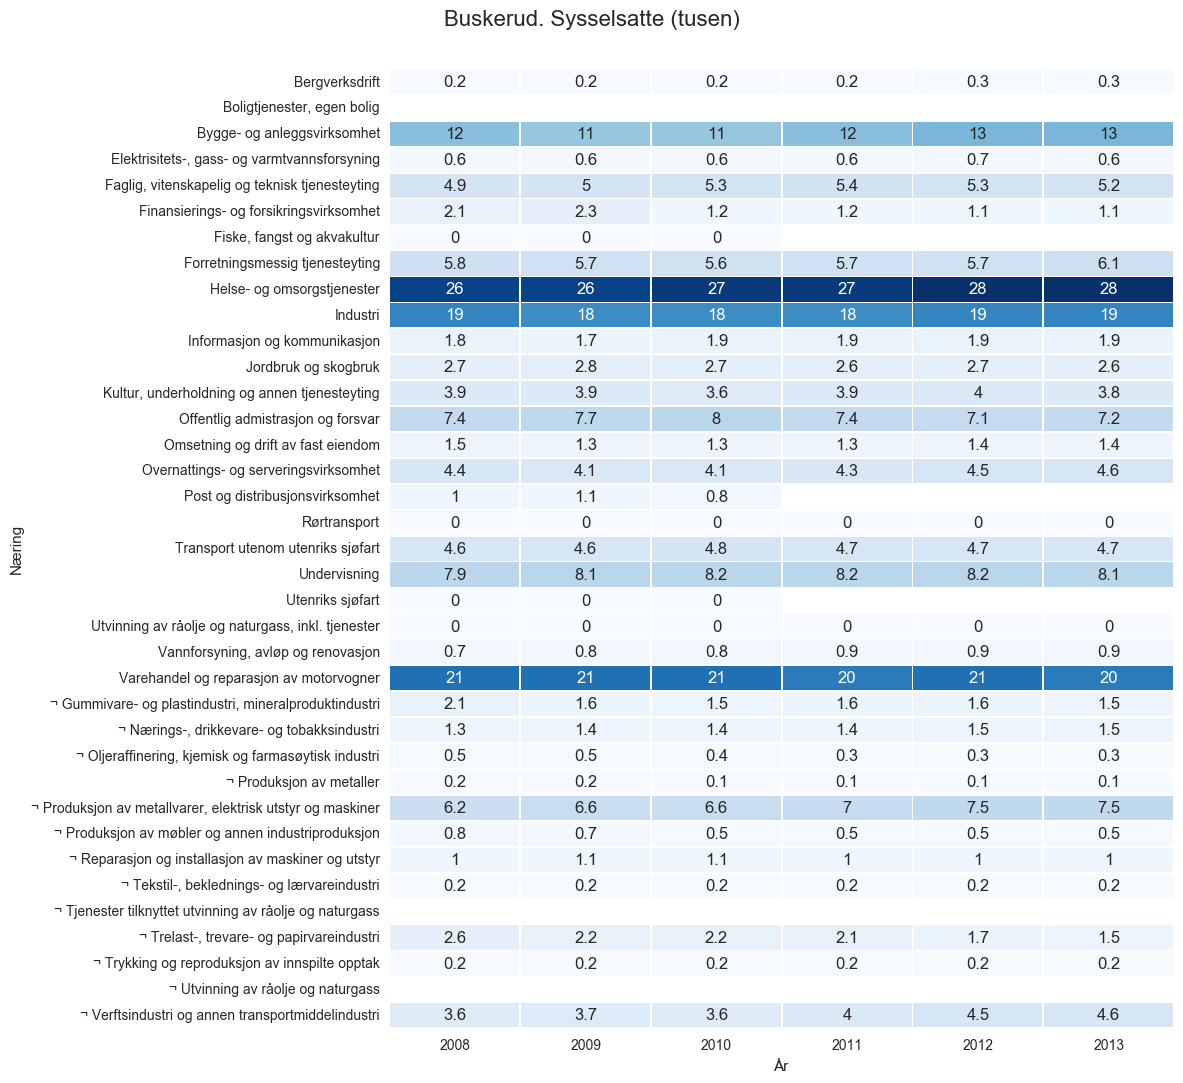 Buskerud. Sysselsatte (tusen)
Bergverksdrift 0.2 0.2 0.2 0.2 0.3 0.3
Boligtjenester, egen bolig
Bygge- og anleggsvirksomhet 12 11 11 12 13 13
Elektrisitets-, gass- og varmtvannsforsyning 0.6 0.6 0.6 0.6 0.7 0.6
Faglig, vitenskapelig og teknisk tjenesteyting 4.9 5 5.3 5.4 5.3 5.2
Finansierings- og forsikringsvirksomhet 2.1 2.3 1.2 1.2 1.1 1.1
Fiske, fangst og akvakultur 0 0 0
Forretningsmessig tjenesteyting 5.8 5.7 5.6 5.7 5.7 6.1
Helse- og omsorgstjenester 26 26 27 27 28 28
Industri 19 18 18 18 19 19
Informasjon og kommunikasjon 1.8 1.7 1.9 1.9 1.9 1.9
Jordbruk og skogbruk 2.7 2.8 2.7 2.6 2.7 2.6
Kultur, underholdning og annen tjenesteyting 3.9 3.9 3.6 3.9 4 3.8
Offentlig admistrasjon og forsvar 7.4 7.7 8 7.4 7.1 7.2
Omsetning og drift av fast eiendom 1.5 1.3 1.3 1.3 1.4 1.4
Overnattings- og serveringsvirksomhet 4.4 4.1 4.1 4.3 4.5 4.6
Post og distribusjonsvirksomhet 1 1.1 0.8
Rørtransport 0 0 0 0 0 0
Transport utenom utenriks sjøfart 4.6 4.6 4.8 4.7 4.7 4.7
Undervisning 7.9 8.1 8.2 8.2 8.2 8.1
Utenriks sjøfart 0 0 0
Utvinning av råolje og naturgass, inkl. tjenester 0 0 0 0 0 0
Vannforsyning, avløp og renovasjon 0.7 0.8 0.8 0.9 0.9 0.9
Varehandel og reparasjon av motorvogner 21 21 21 20 21 20
¬ Gummivare- og plastindustri, mineralproduktindustri 2.1 1.6 1.5 1.6 1.6 1.5
¬ Nærings-, drikkevare- og tobakksindustri 1.3 1.4 1.4 1.4 1.5 1.5
¬ Oljeraffinering, kjemisk og farmasøytisk industri 0.5 0.5 0.4 0.3 0.3 0.3
¬ Produksjon av metaller 0.2 0.2 0.1 0.1 0.1 0.1
¬ Produksjon av metallvarer, elektrisk utstyr og maskiner 6.2 6.6 6.6 7 7.5 7.5
¬ Produksjon av møbler og annen industriproduksjon 0.8 0.7 0.5 0.5 0.5 0.5
¬ Reparasjon og installasjon av maskiner og utstyr 1 1.1 1.1 1 1 1
¬ Tekstil-, beklednings- og lærvareindustri 0.2 0.2 0.2 0.2 0.2 0.2
¬ Tjenester tilknyttet utvinning av råolje og naturgass
¬ Trelast-, trevare- og papirvareindustri 2.6 2.2 2.2 2.1 1.7 1.5
¬ Trykking og reproduksjon av innspilte opptak 0.2 0.2 0.2 0.2 0.2 0.2
¬ Utvinning av råolje og naturgass
¬ Verftsindustri og annen transportmiddelindustri 3.6 3.7 3.6 4 4.5 4.6
2008 2009 2010 2011 2012 2013
År
Næring